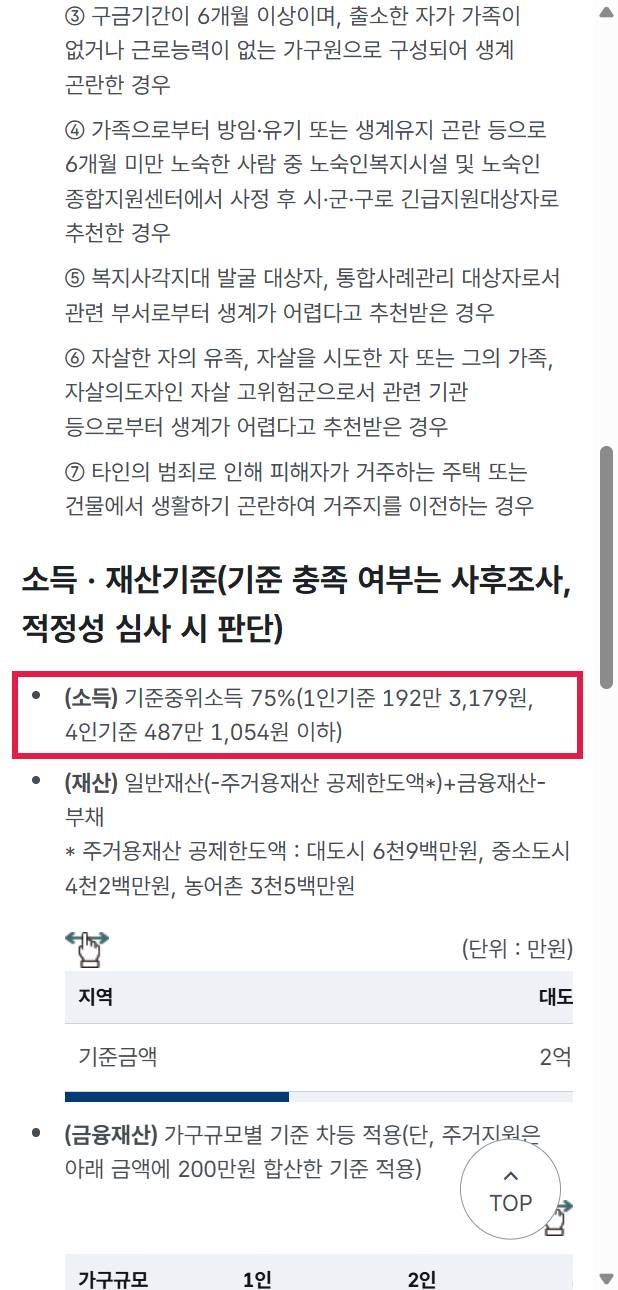 ③ 구금기간이 6개월 이상이며, 출소한 자가 가족이
없거나 근로능력이 없는 가구원으로 구성되어 생계
곤란한 경우
④ 가족으로부터 방임·유기 또는 생계유지 곤란 등으로
6개월 미만 노숙한 사람 중 노숙인복지시설 및 노숙인
종합지원센터에서 사정 후 시·군·구로 긴급지원대상자로
추천한 경우
⑤ 복지사각지대 발굴 대상자, 통합사례관리 대상자로서
관련 부서로부터 생계가 어렵다고 추천받은 경우
⑥ 자살한 자의 유족, 자살을 시도한 자 또는 그의 가족,
자살의도자인 자살 고위험군으로서 관련 기관
등으로부터 생계가 어렵다고 추천받은 경우
⑦ 타인의 범죄로 인해 피해자가 거주하는 주택 또는
건물에서 생활하기 곤란하여 거주지를 이전하는 경우
소득 · 재산기준(기준 충족 여부는 사후조사,
적정성 심사 시 판단)
• (소득) 기준중위소득 75%(1인기준 192만 3,179원,
4인기준 487만 1,054원 이하)
• (재산) 일반재산(-주거용재산 공제한도액*)+금융재산-
부채
* 주거용재산 공제한도액 : 대도시 6천9백만원, 중소도시
4천2백만원, 농어촌 3천5백만원
(단위 : 만원)
지역 대도
기준금액 2억
• (금융재산) 가구규모별 기준 차등 적용(단, 주거지원은
아래 금액에 200만원 합산한 기준 적용)
TOP
가구규모 1인 2인